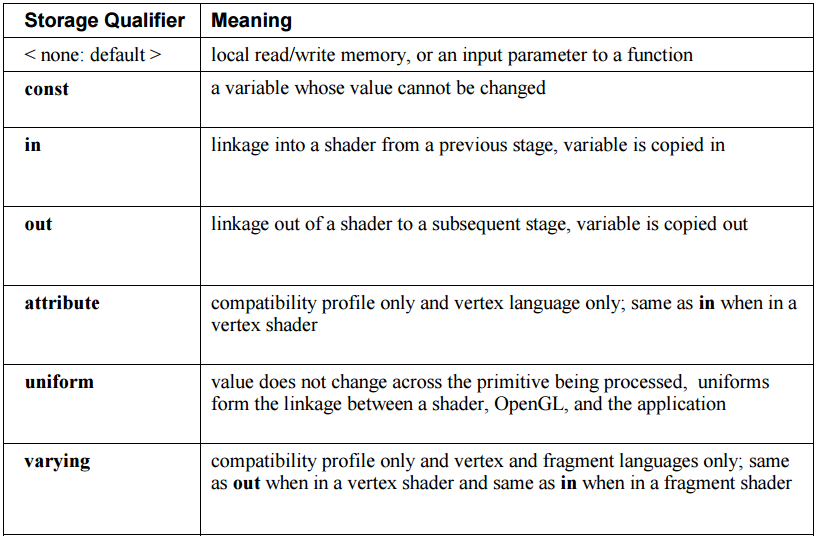 Storage Qualifier Meaning
< none: default > local read/write memory, or an input parameter to a function
const a variable whose value cannot be changed
in linkage into a shader from a previous stage, variable is copied in
out linkage out of a shader to a subsequent stage, variable is copied out
attribute compatibility profile only and vertex language only; same as in when in a
vertex shader
uniform value does not change across the primitive being processed, uniforms
form the linkage between a shader, OpenGL, and the application
varying compatibility profile only and vertex and fragment languages only; same
as out when in a vertex shader and same as in when in a fragment shader